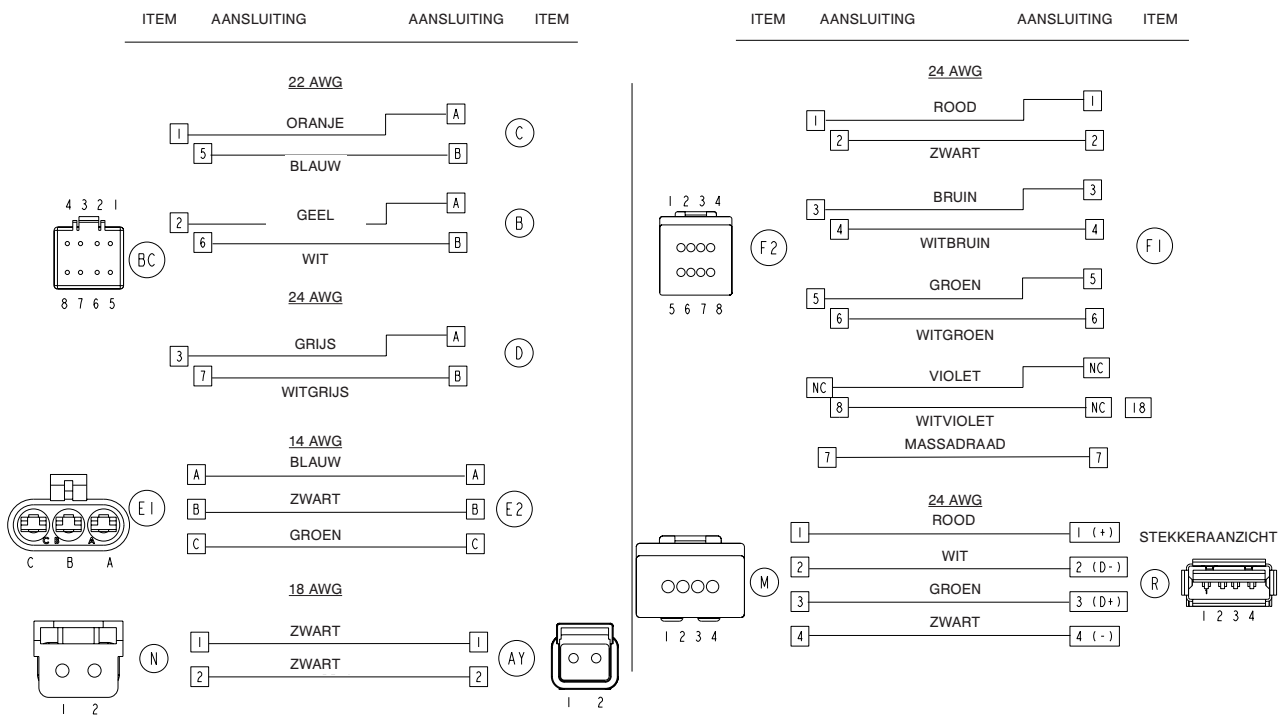 ITEM AANSLUITING AANSLUITING ITEM
22 AWG
1 ORANJE A
C
5 BLAUW B
2 GEEL A
B
6 WIT B
4 3 2 1
BC
8 7 6 5
24 AWG
3 GRIJS A
D
7 WITGRIJS B
14 AWG
A BLAUW A
E1
B ZWART B
E2
C GROEN C
C B A
C B A
18 AWG
1 ZWART 1
N
AY
2 ZWART 2
1 2
1 2
ITEM AANSLUITING AANSLUITING ITEM
24 AWG
1 ROOD 1
2 ZWART 2
3 BRUIN 3
4 WITBRUIN 4
1 2 3 4
F2
F1
5 6 7 8
5 GROEN 5
6 WITGROEN 6
NC VIOLET NC
8 WITVIOLET NC 18
7 MASSADRAAD 7
24 AWG
1 ROOD 1 (+)
STEKKERAANZICHT
2 WIT 2 (D-)
M
R
3 GROEN 3 (D+)
4 ZWART 4 (-)
1 2 3 4
1 2 3 4